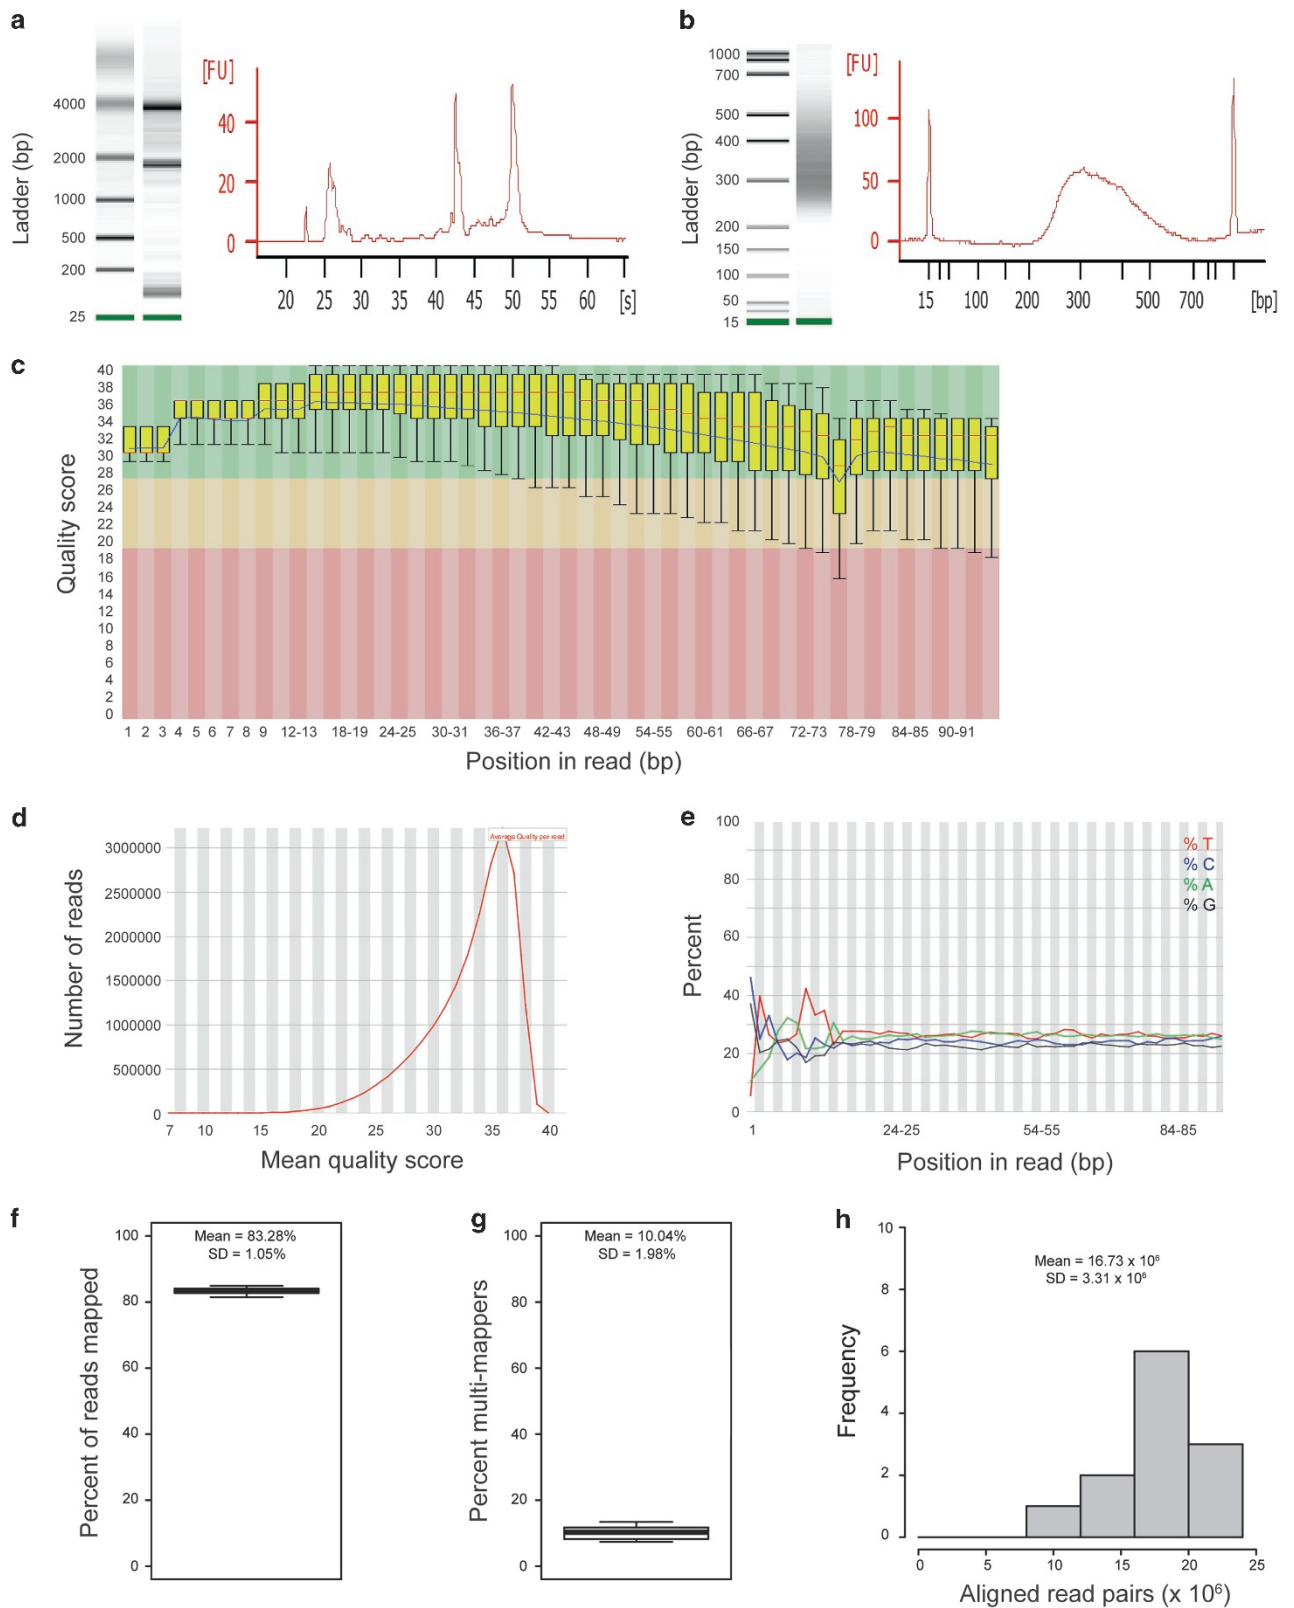 a
Ladder (bp)
4000
2000
1000
500
200
25
[FU]
40
20
0
20 25 30 35 40 45 50 55 60 [s]
b
Ladder (bp)
1000
700
500
400
300
200
150
100
50
15
[FU]
100
50
0
15 100 200 300 500 700 [bp]
c
Quality score
40
38
36
34
32
30
28
26
24
22
20
18
16
14
12
10
8
6
4
2
0
1 2 3 4 5 6 7 8 9 12-13 18-19 24-25 30-31 36-37 42-43 48-49 54-55 60-61 66-67 72-73 78-79 84-85 90-91
Position in read (bp)
d
Number of reads
Average Quality per read
3000000
2500000
2000000
1500000
1000000
500000
0
7 10 15 20 25 30 35 40
Mean quality score
e
Percent
100
80
60
40
20
0
% T
% C
% A
% G
1 24-25 54-55 84-85
Position in read (bp)
f
Percent of reads mapped
100
80
60
40
20
0
Mean = 83.28%
SD = 1.05%
g
Percent multi-mappers
100
80
60
40
20
0
Mean = 10.04%
SD = 1.98%
h
Frequency
10
8
6
4
2
0
Mean = 16.73 x 10⁶
SD = 3.31 x 10⁶
0 5 10 15 20 25
Aligned read pairs (x 10⁶)